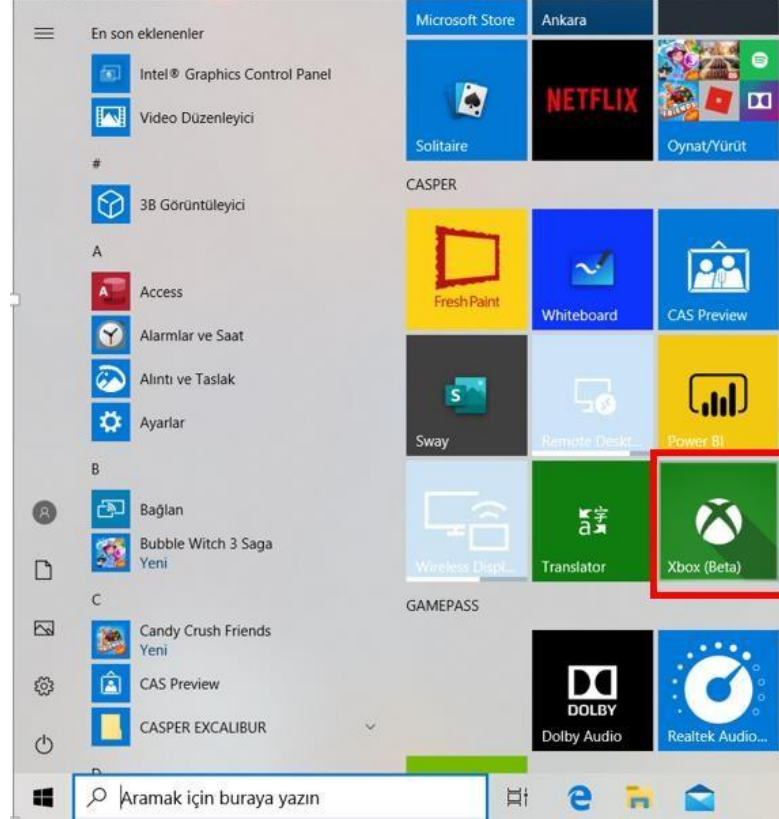 En son eklenenler
Intel® Graphics Control Panel
Video Düzenleyici
#
3B Görüntüleyici
A
Access
Alarmlar ve Saat
Alıntı ve Taslak
Ayarlar
B
Bağlan
Bubble Witch 3 Saga
Yeni
C
Candy Crush Friends
Yeni
CAS Preview
CASPER EXCALIBUR
Aramak için buraya yazın
Microsoft Store
Ankara
NETFLIX
Solitaire
Oynat/Yürüt
CASPER
Fresh Paint
Whiteboard
CAS Preview
Sway
Remote Deskt...
Power BI
Wireless Displ...
Translator
Xbox (Beta)
GAMEPASS
DOLBY
Dolby Audio
Realtek Audio...